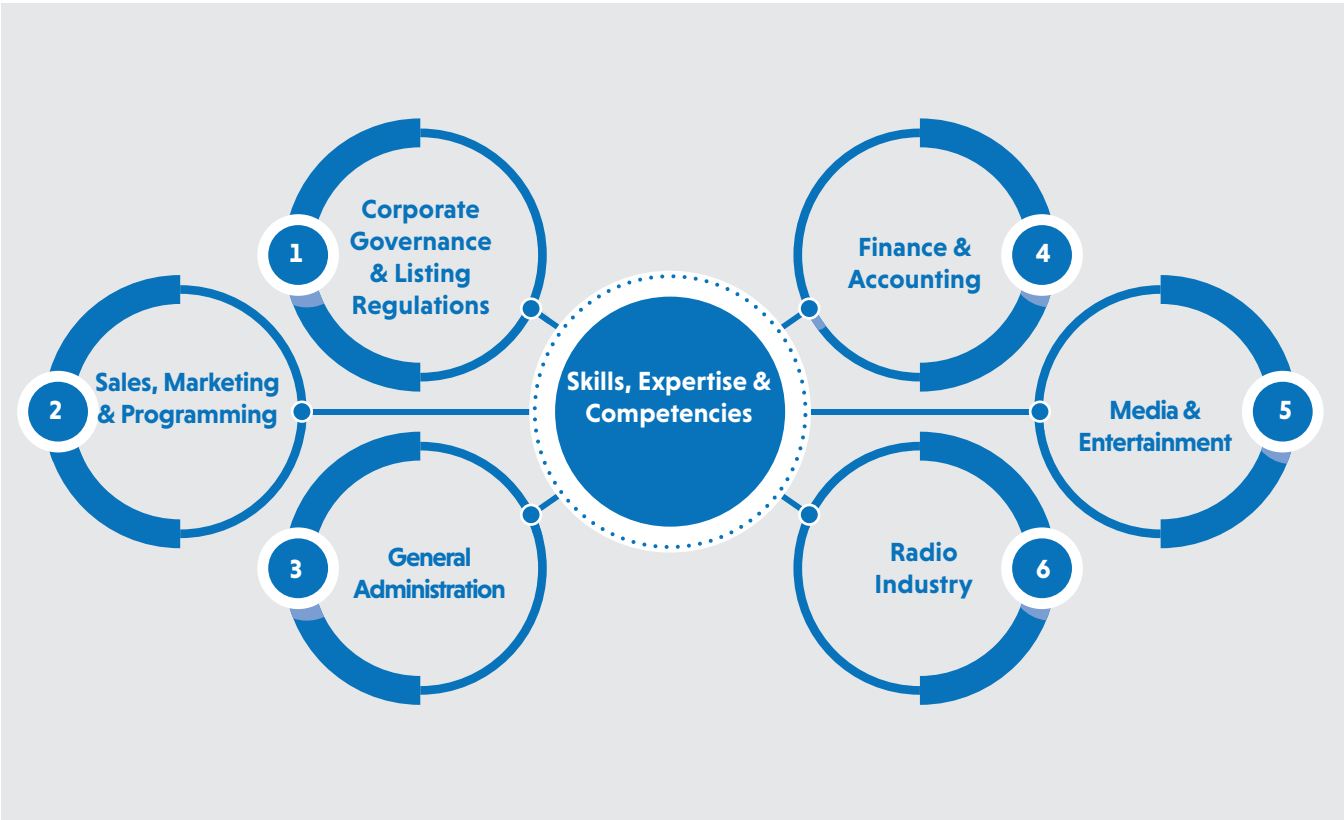 Skills, Expertise &
Competencies
1
Corporate
Governance
& Listing
Regulations
2
Sales, Marketing
& Programming
3
General
Administration
4
Finance &
Accounting
5
Media &
Entertainment
6
Radio
Industry